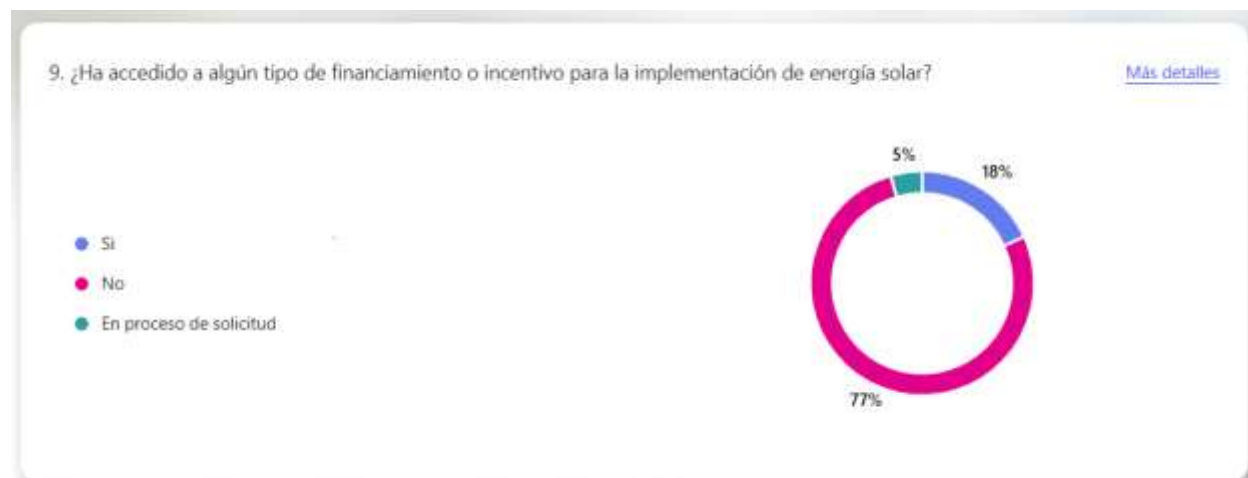 9. ¿Ha accedido a algún tipo de financiamiento o incentivo para la implementación de energía solar?
Más detalles
Si
No
En proceso de solicitud
5%
18%
77%